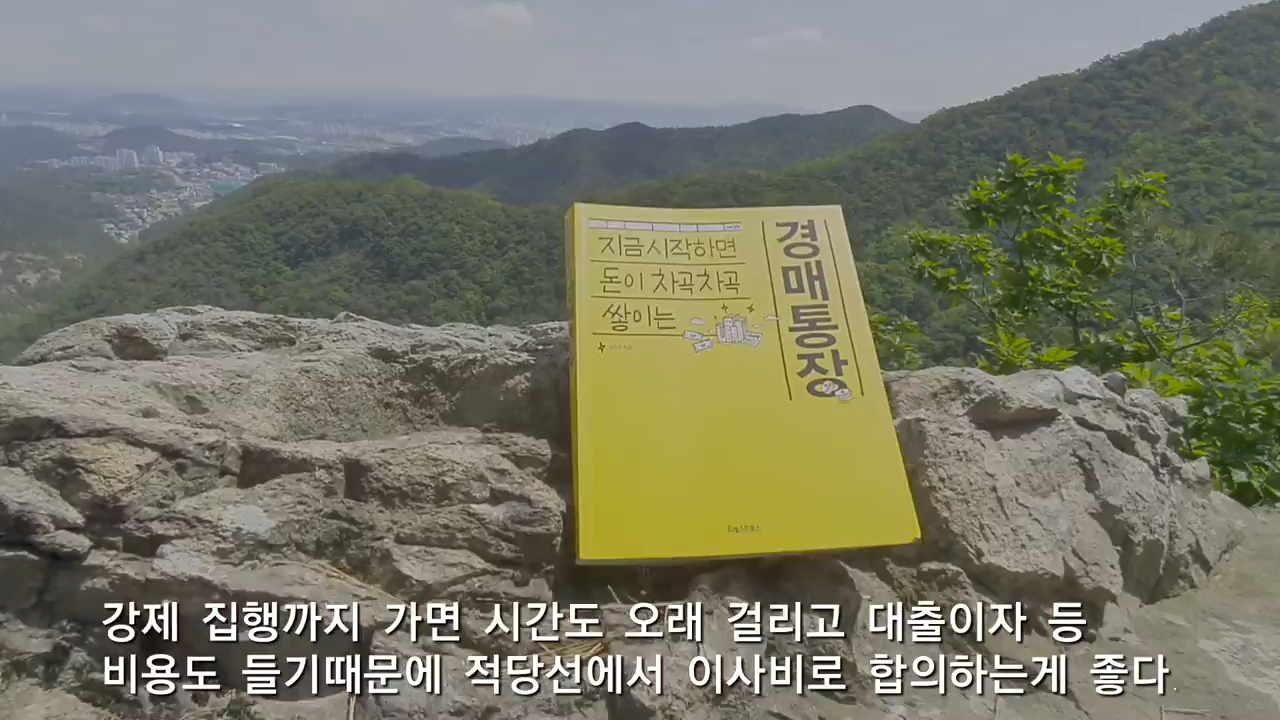 지금 시작하면
돈이 차곡차곡
쌓이는
경매통장
강제 집행까지 가면 시간도 오래 걸리고 대출이자 등
비용도 들기때문에 적당선에서 이사비로 합의하는게 좋다.